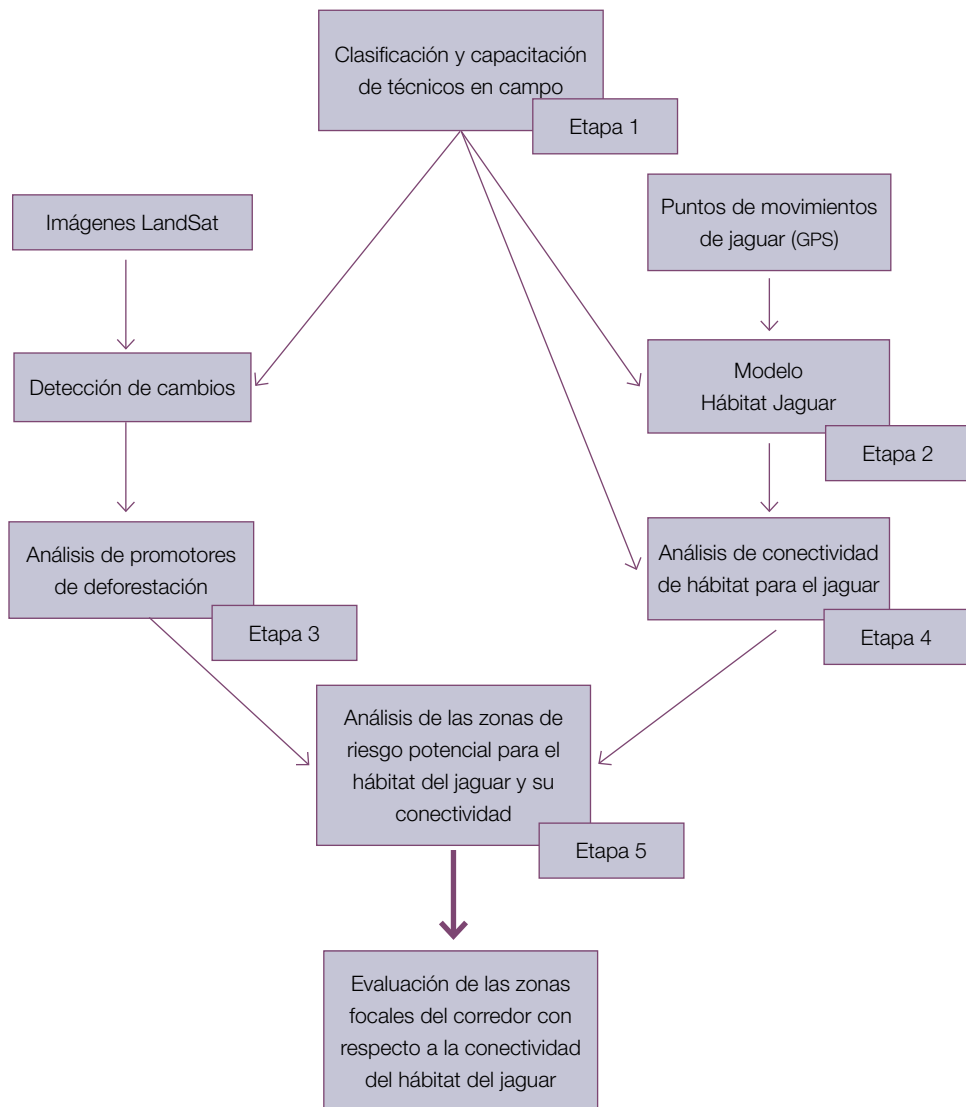 Clasificación y capacitación
de técnicos en campo
Etapa 1
Imágenes LandSat
Puntos de movimientos
de jaguar (GPS)
Detección de cambios
Modelo
Hábitat Jaguar
Etapa 2
Análisis de promotores
de deforestación
Etapa 3
Análisis de conectividad
de hábitat para el jaguar
Etapa 4
Análisis de las zonas de
riesgo potencial para el
hábitat del jaguar y su
conectividad
Etapa 5
Evaluación de las zonas
focales del corredor con
respecto a la conectividad
del hábitat del jaguar